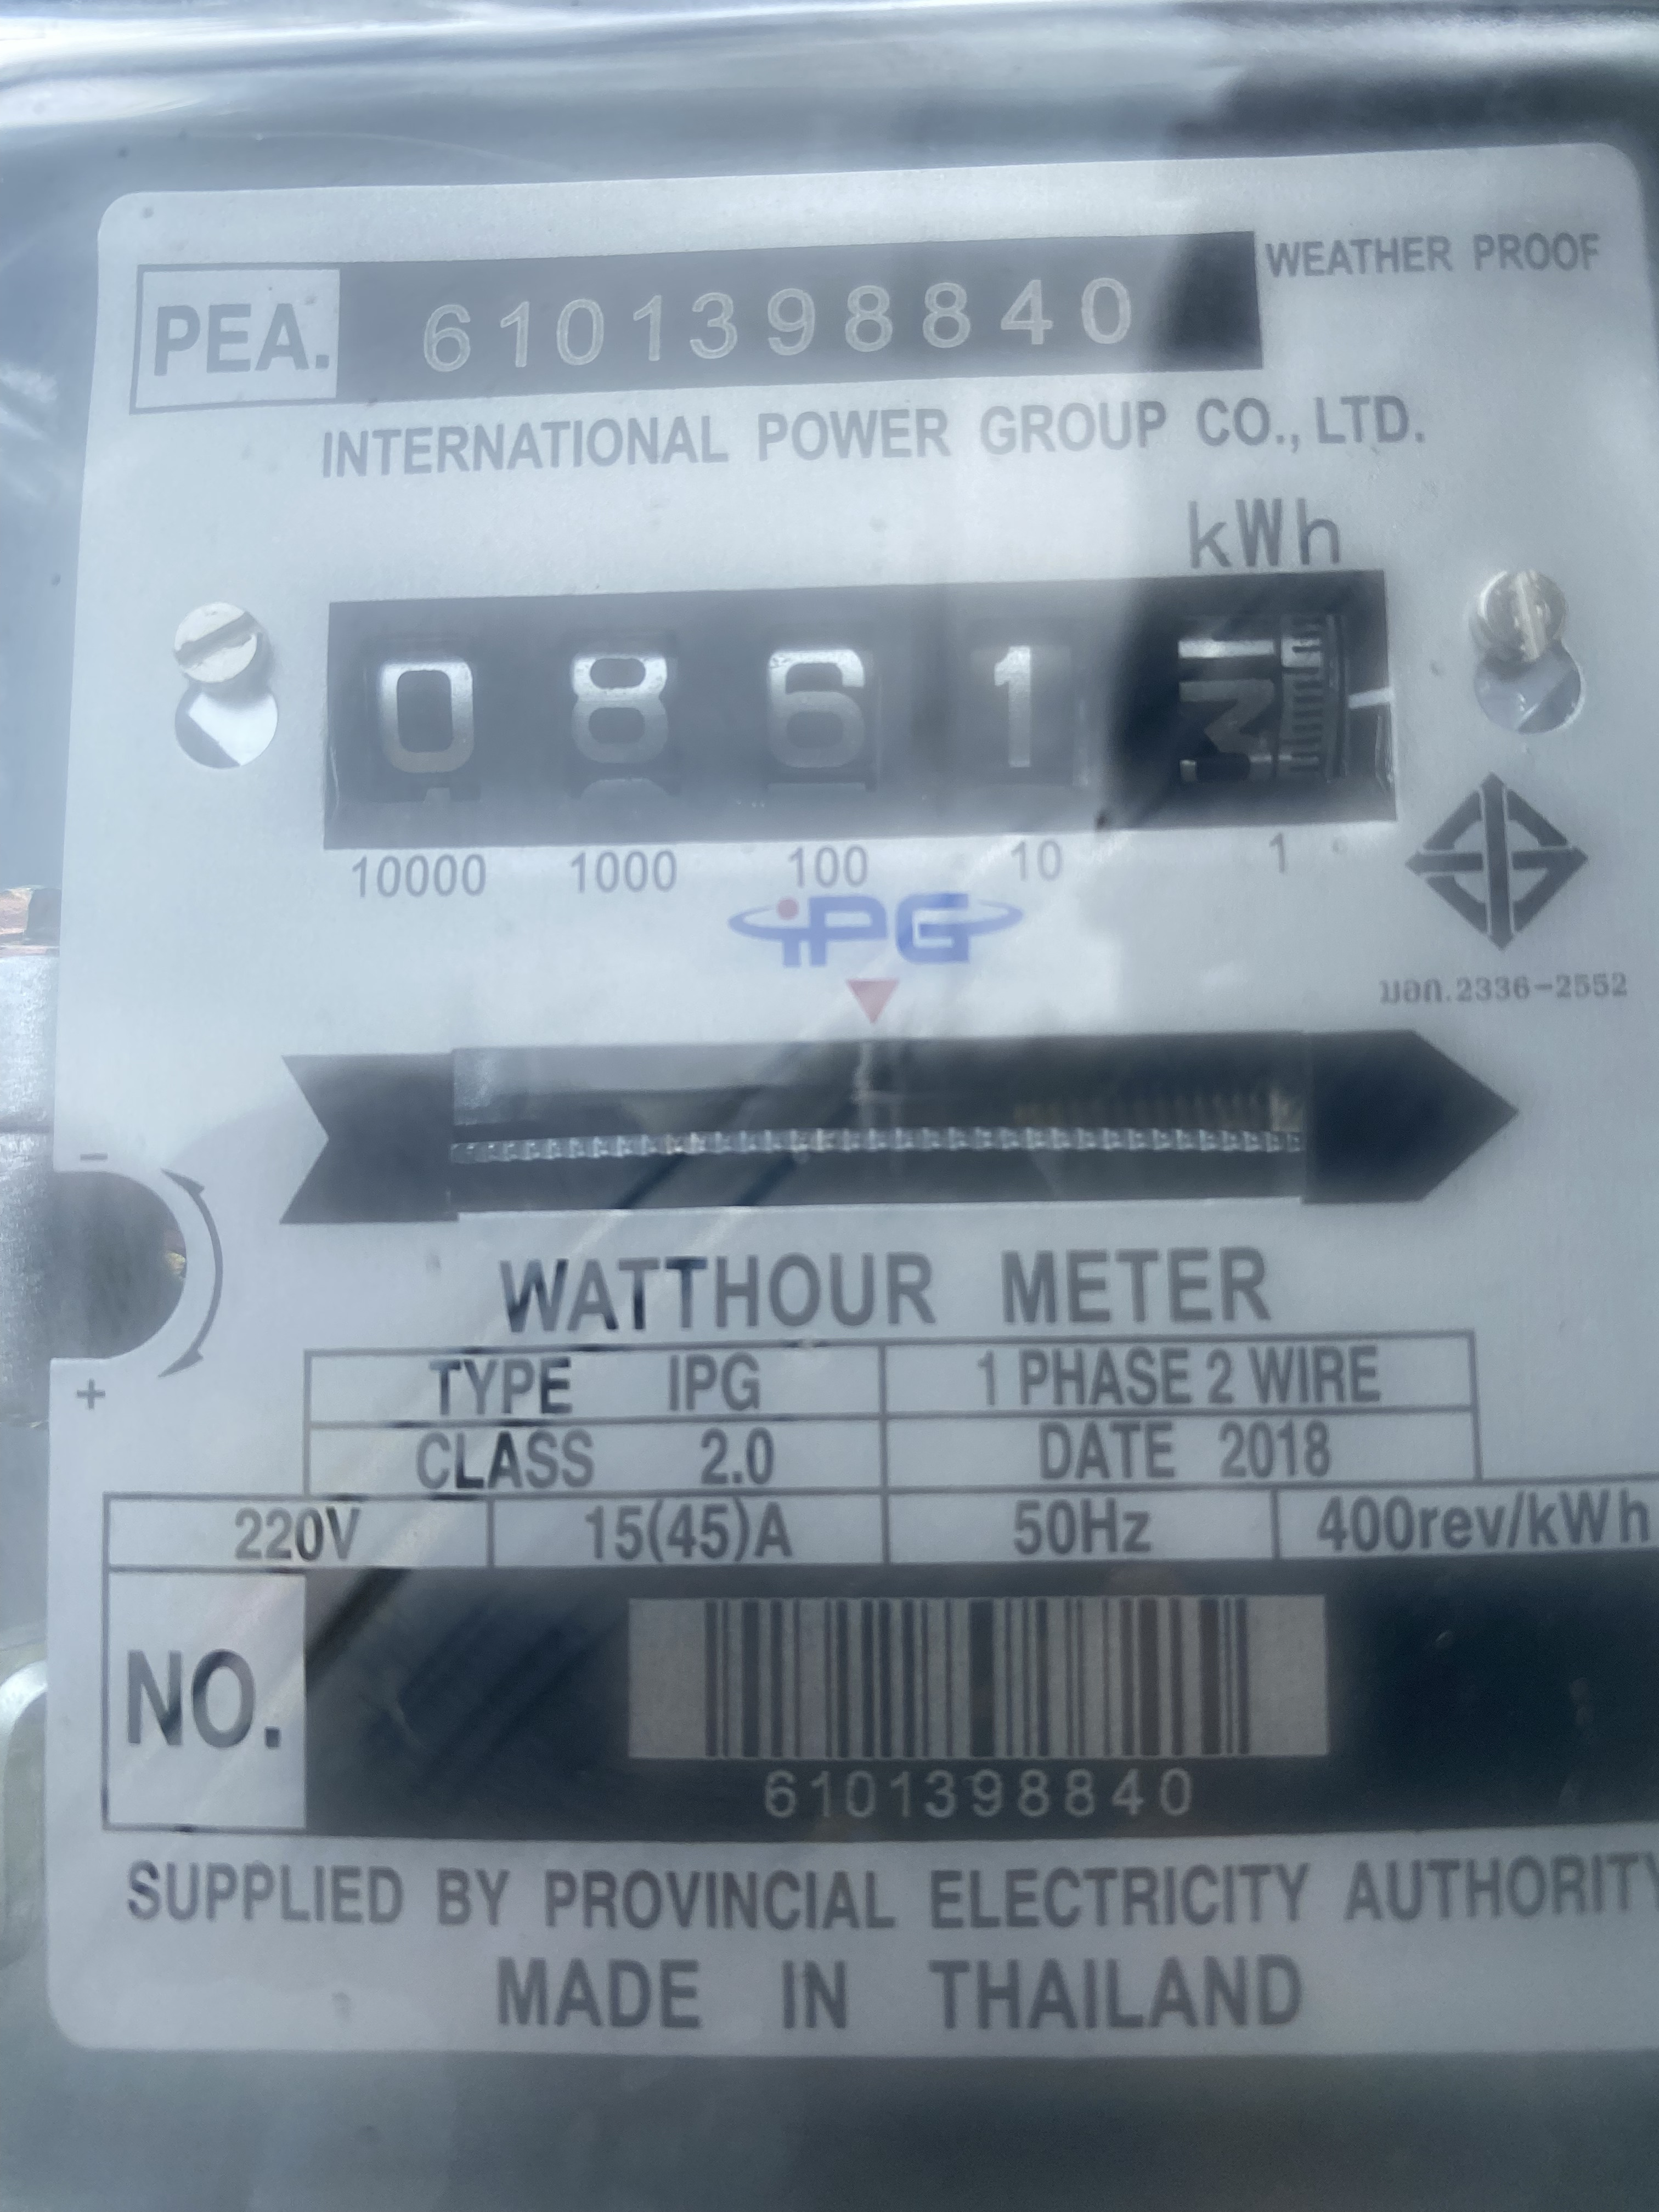 WEATHER PROOF
PEA. 6101398840
INTERNATIONAL POWER GROUP CO., LTD.
kWh
0 8 6 1
10000 1000 100 10 1
iPG
มอก.2336-2552
WATTHOUR METER
TYPE IPG 1 PHASE 2 WIRE
CLASS 2.0 DATE 2018
220V 15(45)A 50Hz 400rev/kWh
NO.
6101398840
SUPPLIED BY PROVINCIAL ELECTRICITY AUTHORITY
MADE IN THAILAND